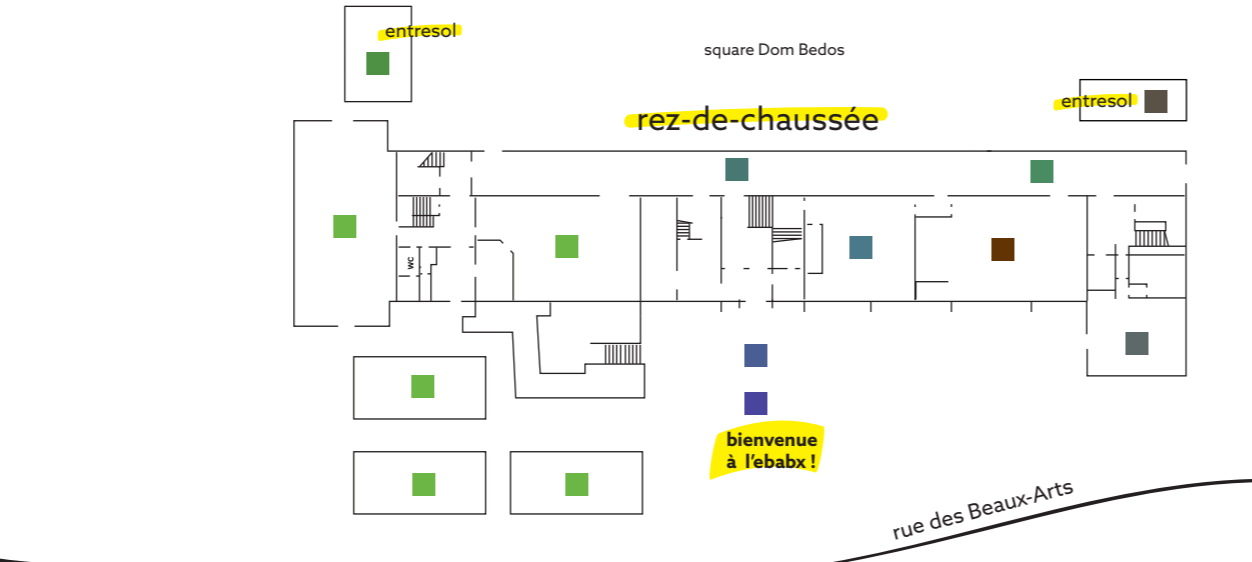 entresol
square Dom Bedos
entresol
rez-de-chaussée
wc
bienvenue
à l'ebabx !
rue des Beaux-Arts